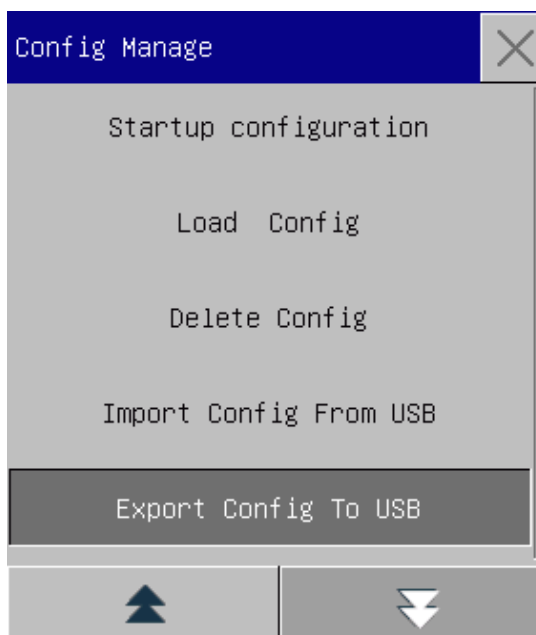 Config Manage
Startup configuration
Load Config
Delete Config
Import Config From USB
Export Config To USB